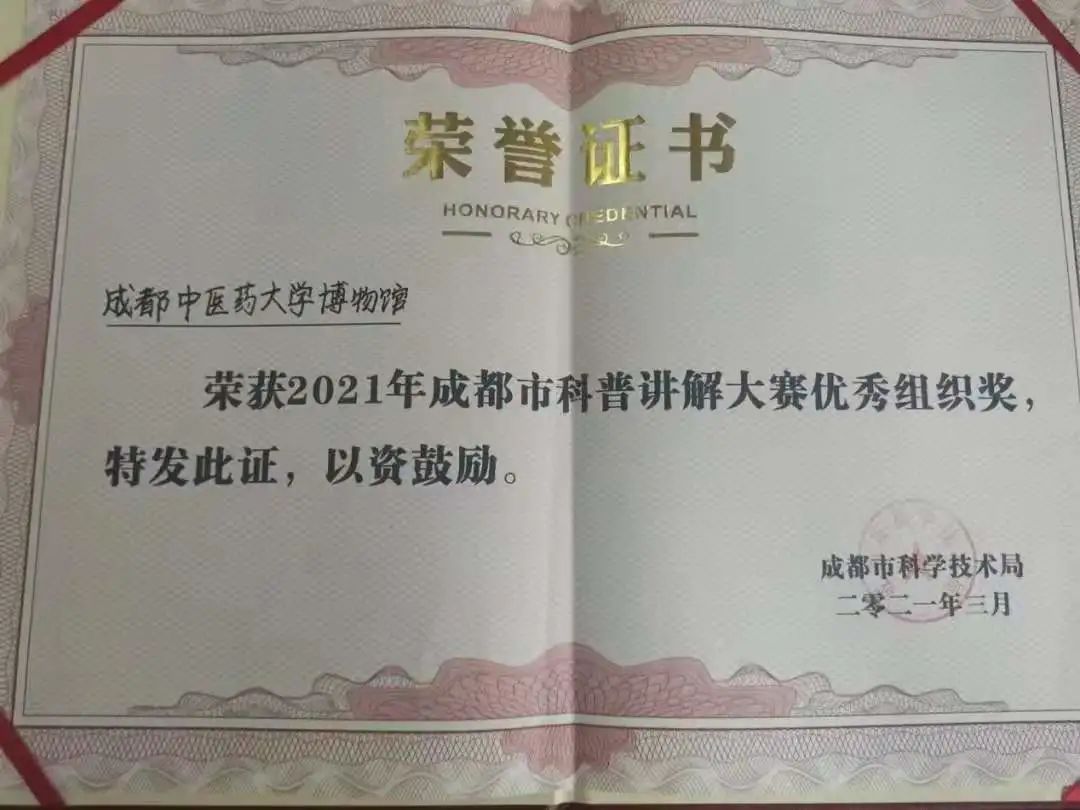 荣誉证书
HONORARY CREDENTIAL
成都中医药大学博物馆
荣获2021年成都市科普讲解大赛优秀组织奖，
特发此证，以资鼓励。
成都市科学技术局
二零二一年三月